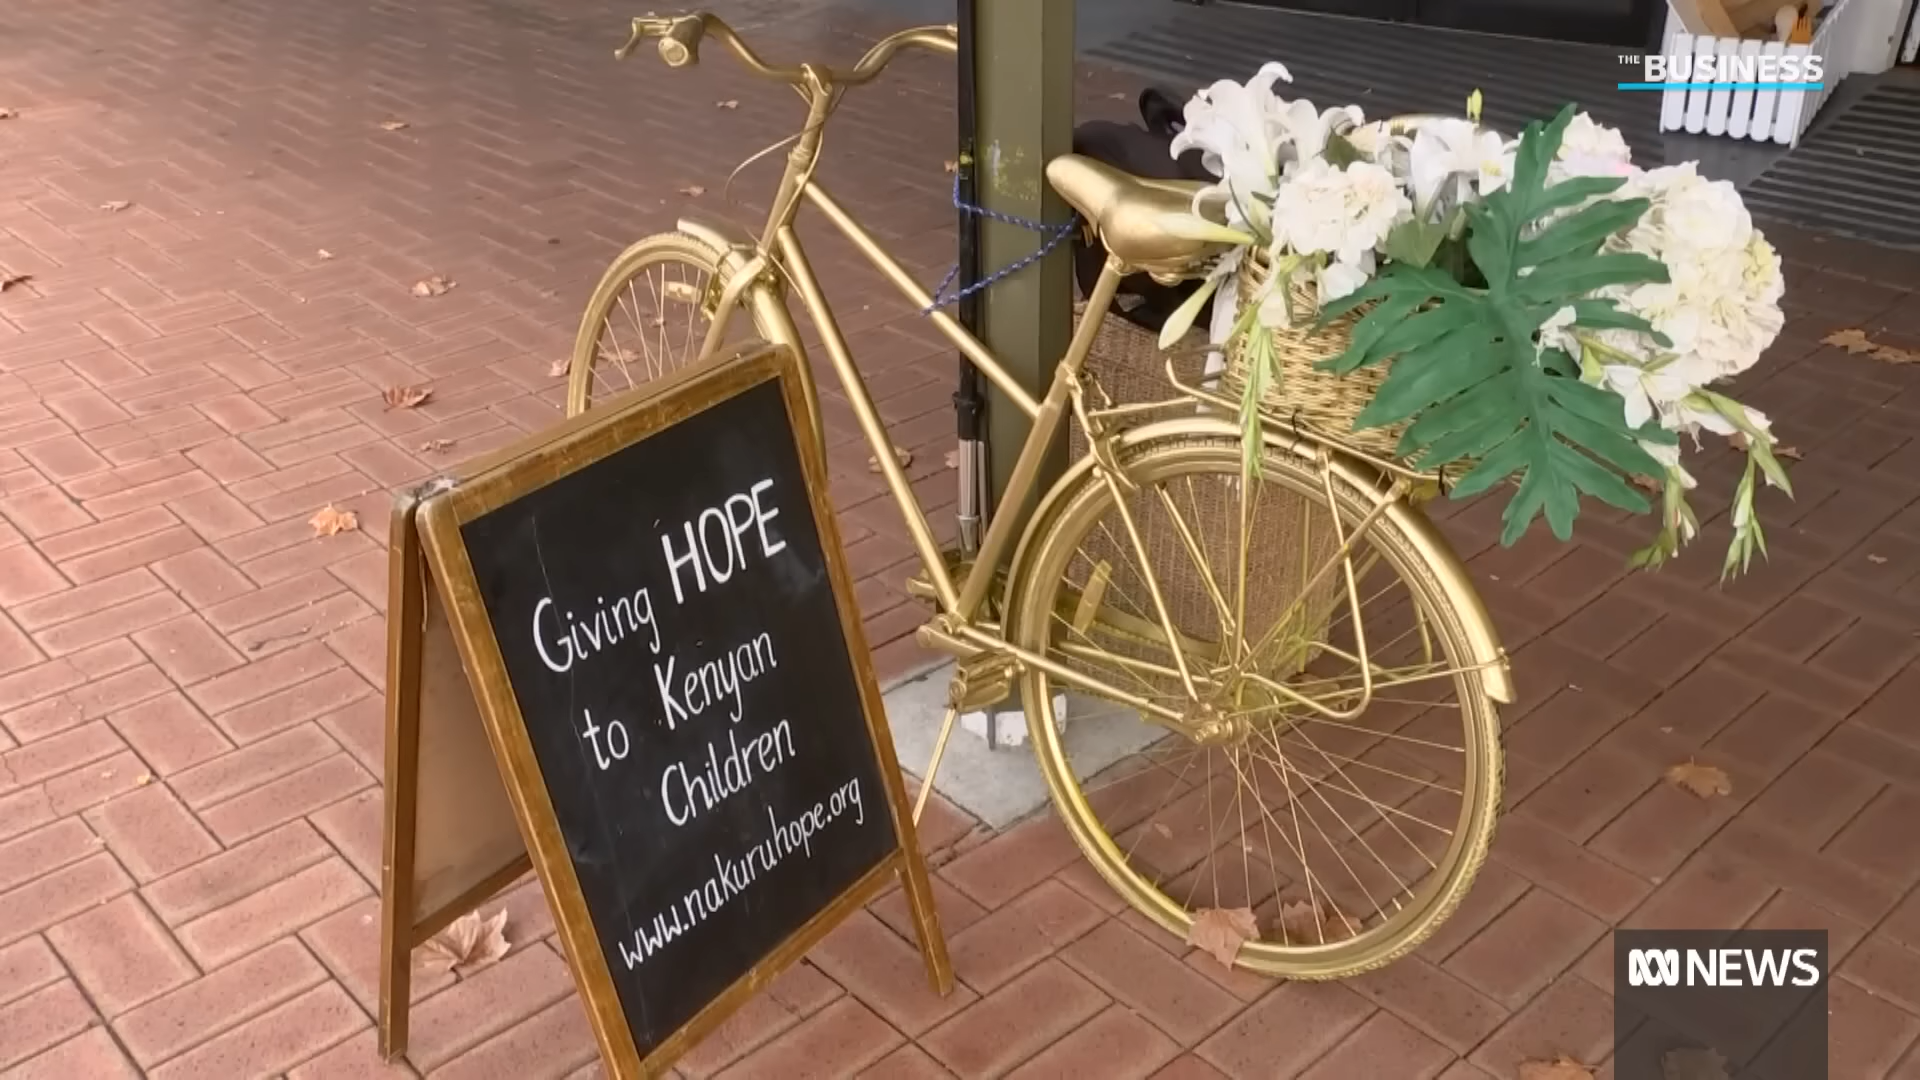 THE BUSINESS
Giving HOPE
to Kenyan
Children
www.nakuruhope.org
NEWS